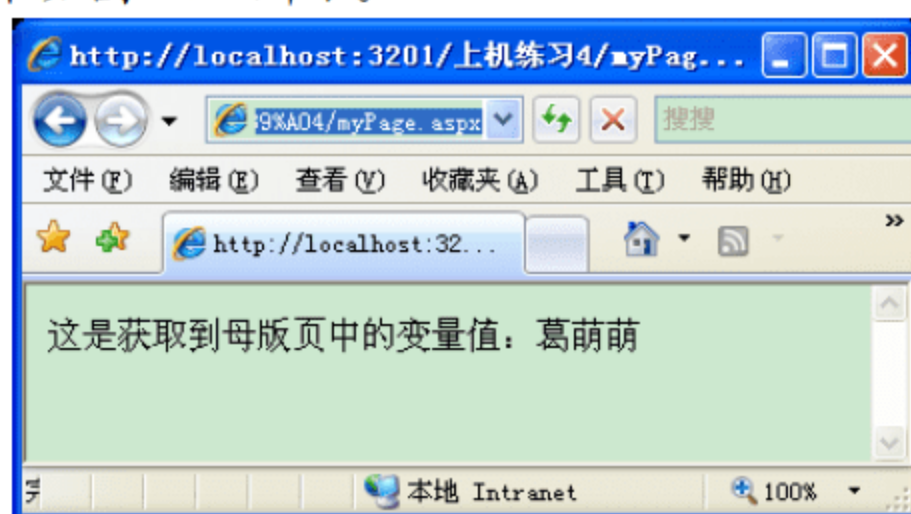 http://localhost:3201/上机练习4/myPag...
9%A04/myPage.aspx 搜搜
文件(F) 编辑(E) 查看(V) 收藏夹(A) 工具(T) 帮助(H)
http://localhost:32... »
这是获取到母版页中的变量值：葛萌萌
本地 Intranet 100%